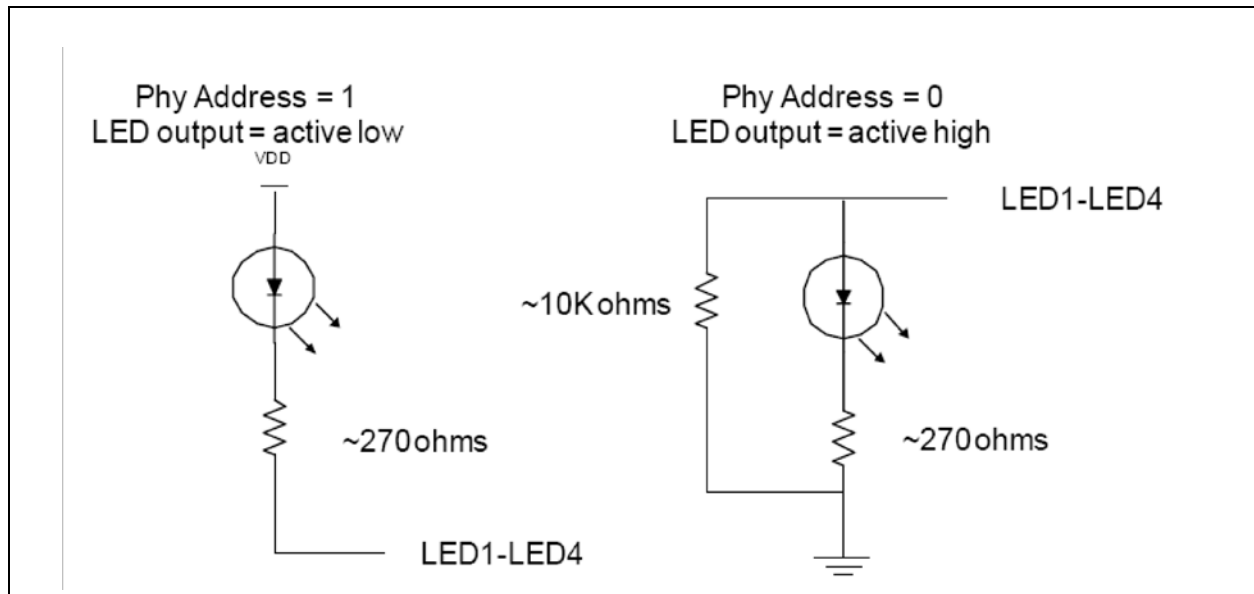 Phy Address = 1
LED output = active low
VDD
~270ohms
LED1-LED4
Phy Address = 0
LED output = active high
LED1-LED4
~10K ohms
~270ohms